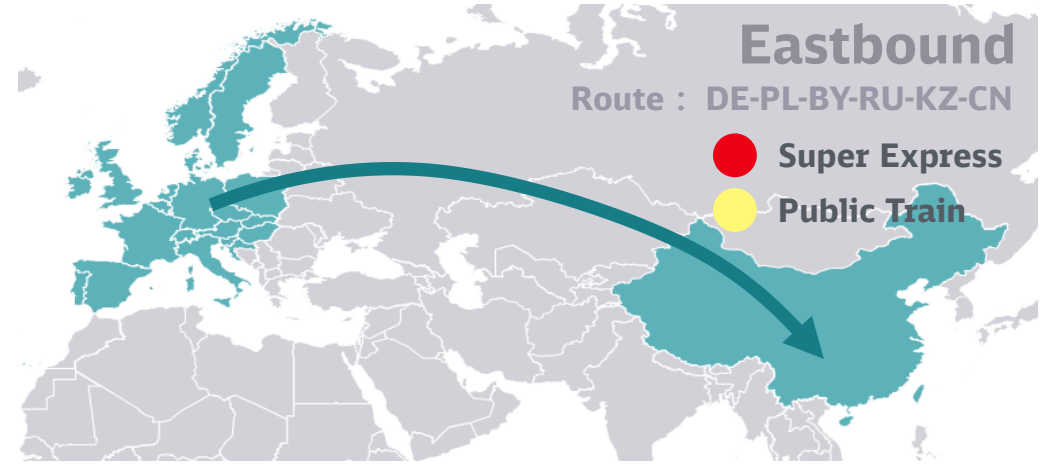 Eastbound
Route : DE-PL-BY-RU-KZ-CN
Super Express
Public Train